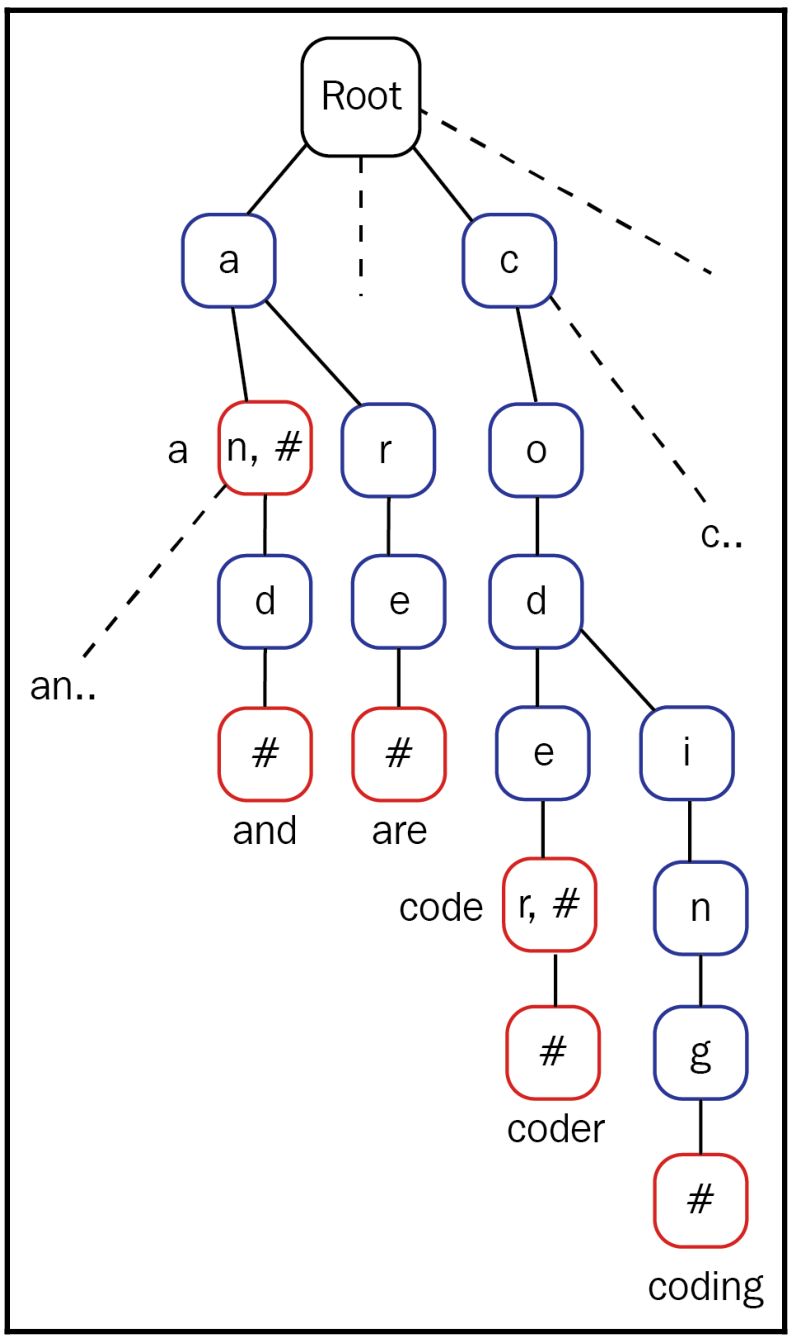 Root
a
c
a
n, #
r
o
c..
d
e
d
an..
#
#
e
i
and
are
code
r, #
n
#
g
coder
#
coding